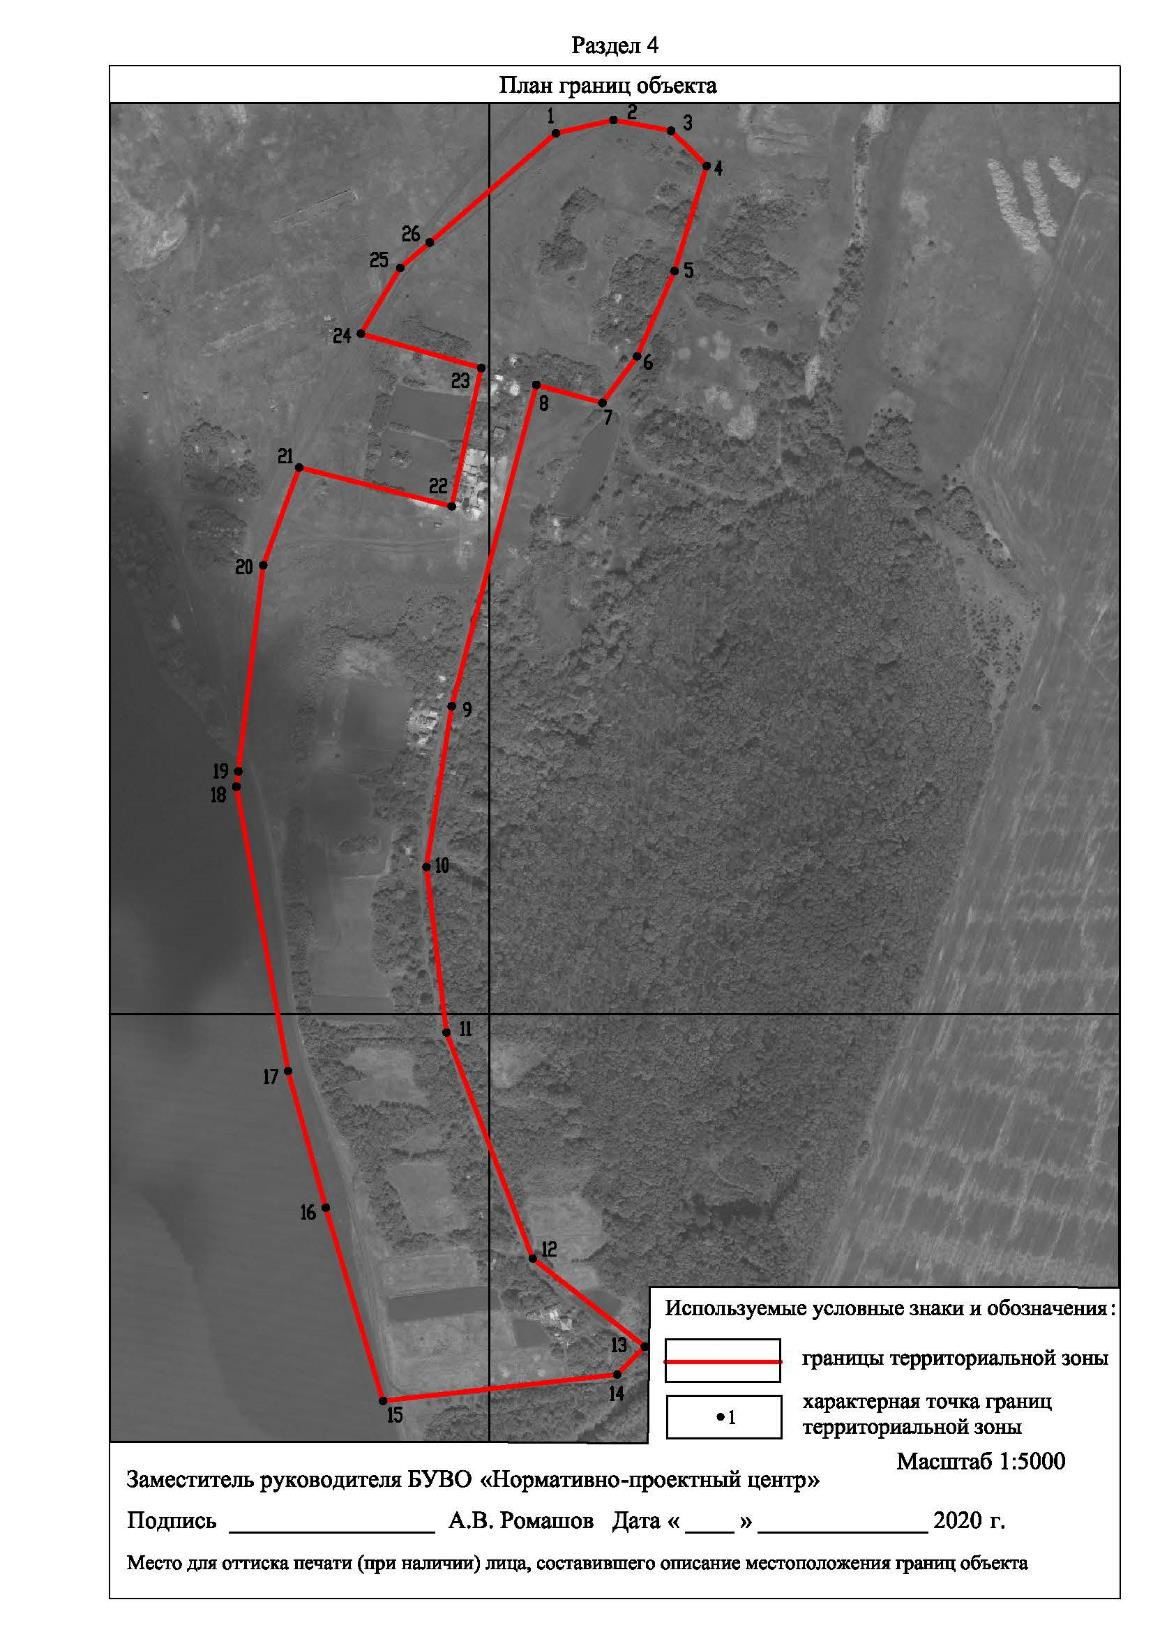 Раздел 4
План границ объекта
1
2
3
4
5
6
7
8
9
10
11
12
13
14
15
16
17
18
19
20
21
22
23
24
25
26
Используемые условные знаки и обозначения:
границы территориальной зоны
1
характерная точка границ
территориальной зоны
Масштаб 1:5000
Заместитель руководителя БУВО «Нормативно-проектный центр»
Подпись _______________ А.В. Ромашов Дата « ____ » _____________ 2020 г.
Место для оттиска печати (при наличии) лица, составившего описание местоположения границ объекта